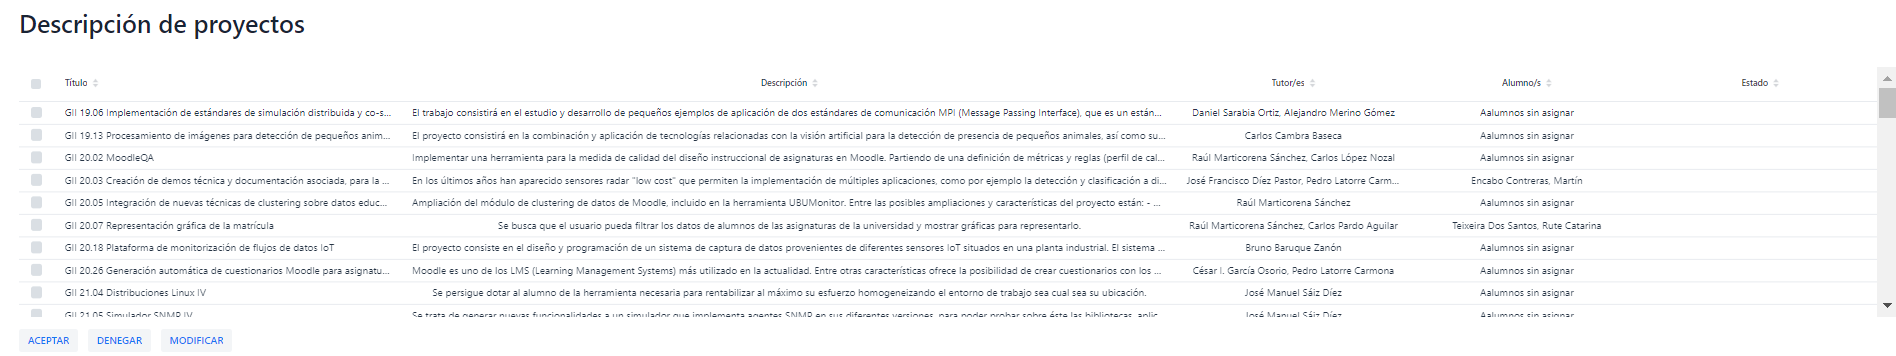 Descripción de proyectos
Título Descripción Tutor/es Alumno/s Estado
GII 19.06 Implementación de estándares de simulación distribuida y co-s... El trabajo consistirá en el estudio y desarrollo de pequeños ejemplos de aplicación de dos estándares de comunicación MPI (Message Passing Interface), que es un están... Daniel Sarabia Ortiz, Alejandro Merino Gómez Aalumnos sin asignar
GII 19.13 Procesamiento de imágenes para detección de pequeños anim... El proyecto consistirá en la combinación y aplicación de tecnologías relacionadas con la visión artificial para la detección de presencia de pequeños animales, así como su... Carlos Cambra Baseca Aalumnos sin asignar
GII 20.02 MoodleQA Implementar una herramienta para la medida de calidad del diseño instruccional de asignaturas en Moodle. Partiendo de una definición de métricas y reglas (perfil de cal... Raúl Marticorena Sánchez, Carlos López Nozal Aalumnos sin asignar
GII 20.03 Creación de demos técnica y documentación asociada, para la ... En los últimos años han aparecido sensores radar "low cost" que permiten la implementación de múltiples aplicaciones, como por ejemplo la detección y clasificación a di... José Francisco Díez Pastor, Pedro Latorre Carm... Encabo Contreras, Martín
GII 20.05 Integración de nuevas técnicas de clustering sobre datos educ... Ampliación del módulo de clustering de datos de Moodle, incluido en la herramienta UBUMonitor. Entre las posibles ampliaciones y características del proyecto están: - ... Raúl Marticorena Sánchez Aalumnos sin asignar
GII 20.07 Representación gráfica de la matrícula Se busca que el usuario pueda filtrar los datos de alumnos de las asignaturas de la universidad y mostrar gráficas para representarlo. Raúl Marticorena Sánchez, Carlos Pardo Aguilar Teixeira Dos Santos, Rute Catarina
GII 20.18 Plataforma de monitorización de flujos de datos IoT El proyecto consiste en el diseño y programación de un sistema de captura de datos provenientes de diferentes sensores IoT situados en una planta industrial. El sistema ... Bruno Baruque Zanón Aalumnos sin asignar
GII 20.26 Generación automática de cuestionarios Moodle para asignatu... Moodle es uno de los LMS (Learning Management Systems) más utilizado en la actualidad. Entre otras características ofrece la posibilidad de crear cuestionarios con los ... César I. García Osorio, Pedro Latorre Carmona Aalumnos sin asignar
GII 21.04 Distribuciones Linux IV Se persigue dotar al alumno de la herramienta necesaria para rentabilizar al máximo su esfuerzo homogeneizando el entorno de trabajo sea cual sea su ubicación. José Manuel Sáiz Díez Aalumnos sin asignar
GII 21.05 Simulador SNMP IV Se trata de generar nuevas funcionalidades a un simulador que implementa agentes SNMP en sus diferentes versiones, para poder probar sobre éste las bibliotecas, aplic... José Manuel Sáiz Díez Aalumnos sin asignar
ACEPTAR DENEGAR MODIFICAR